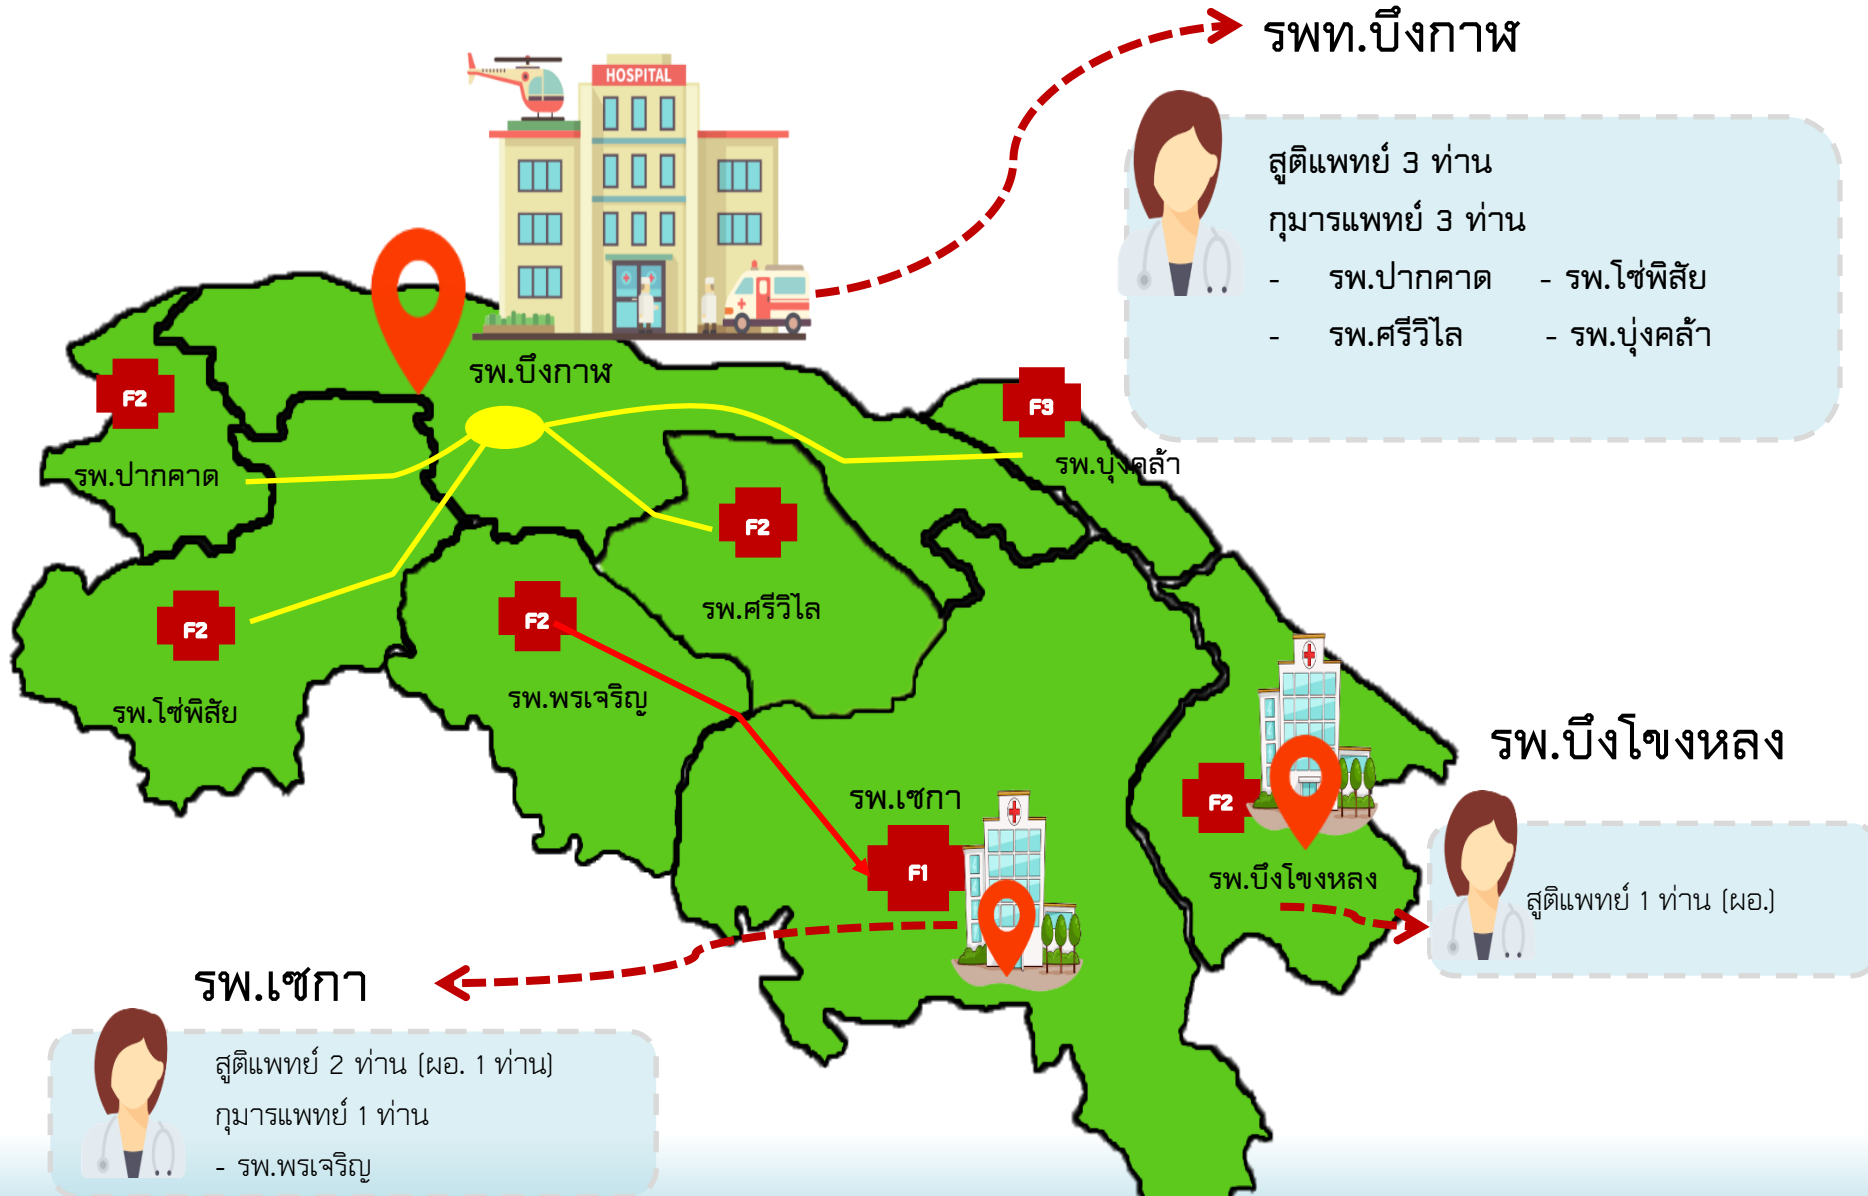 รพท.บึงกาฬ
HOSPITAL
สูติแพทย์ 3 ท่าน
กุมารแพทย์ 3 ท่าน
- รพ.ปากคาด - รพ.โซ่พิสัย
- รพ.ศรีวิไล - รพ.บุ่งคล้า
รพ.บึงกาฬ
F2
F3
รพ.ปากคาด
รพ.บุ่งคล้า
F2
รพ.ศรีวิไล
F2
F2
รพ.โซ่พิสัย
รพ.พรเจริญ
รพ.บึงโขงหลง
รพ.เซกา
F2
F1
รพ.บึงโขงหลง
สูติแพทย์ 1 ท่าน (ผอ.)
รพ.เซกา
สูติแพทย์ 2 ท่าน (ผอ. 1 ท่าน)
กุมารแพทย์ 1 ท่าน
- รพ.พรเจริญ